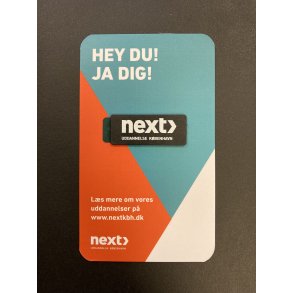 HEY DU!
JA DIG!
next>
UDDANNELSE KØBENHAVN
Læs mere om vores
uddannelser på
www.nextkbh.dk
next>
UDDANNELSE KØBENHAVN